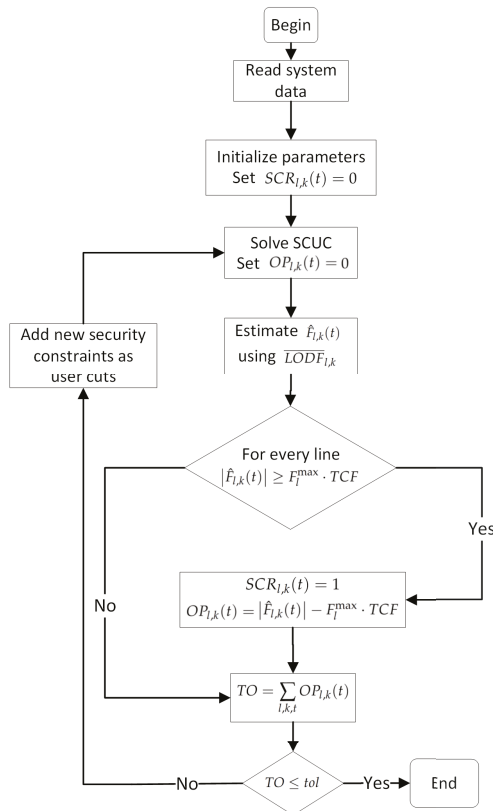 Begin
Read system
data
Initialize parameters
Set SCR_{l,k}(t) = 0
Solve SCUC
Set OP_{l,k}(t) = 0
Add new security
constraints as
user cuts
Estimate F̂_{l,k}(t)
using \overline{LODF}_{l,k}
For every line
|F̂_{l,k}(t)| ≥ F_l^{max} · TCF
Yes
No
SCR_{l,k}(t) = 1
OP_{l,k}(t) = |F̂_{l,k}(t)| − F_l^{max} · TCF
TO = ∑_{l,k,t} OP_{l,k}(t)
No
TO ≤ tol
Yes
End